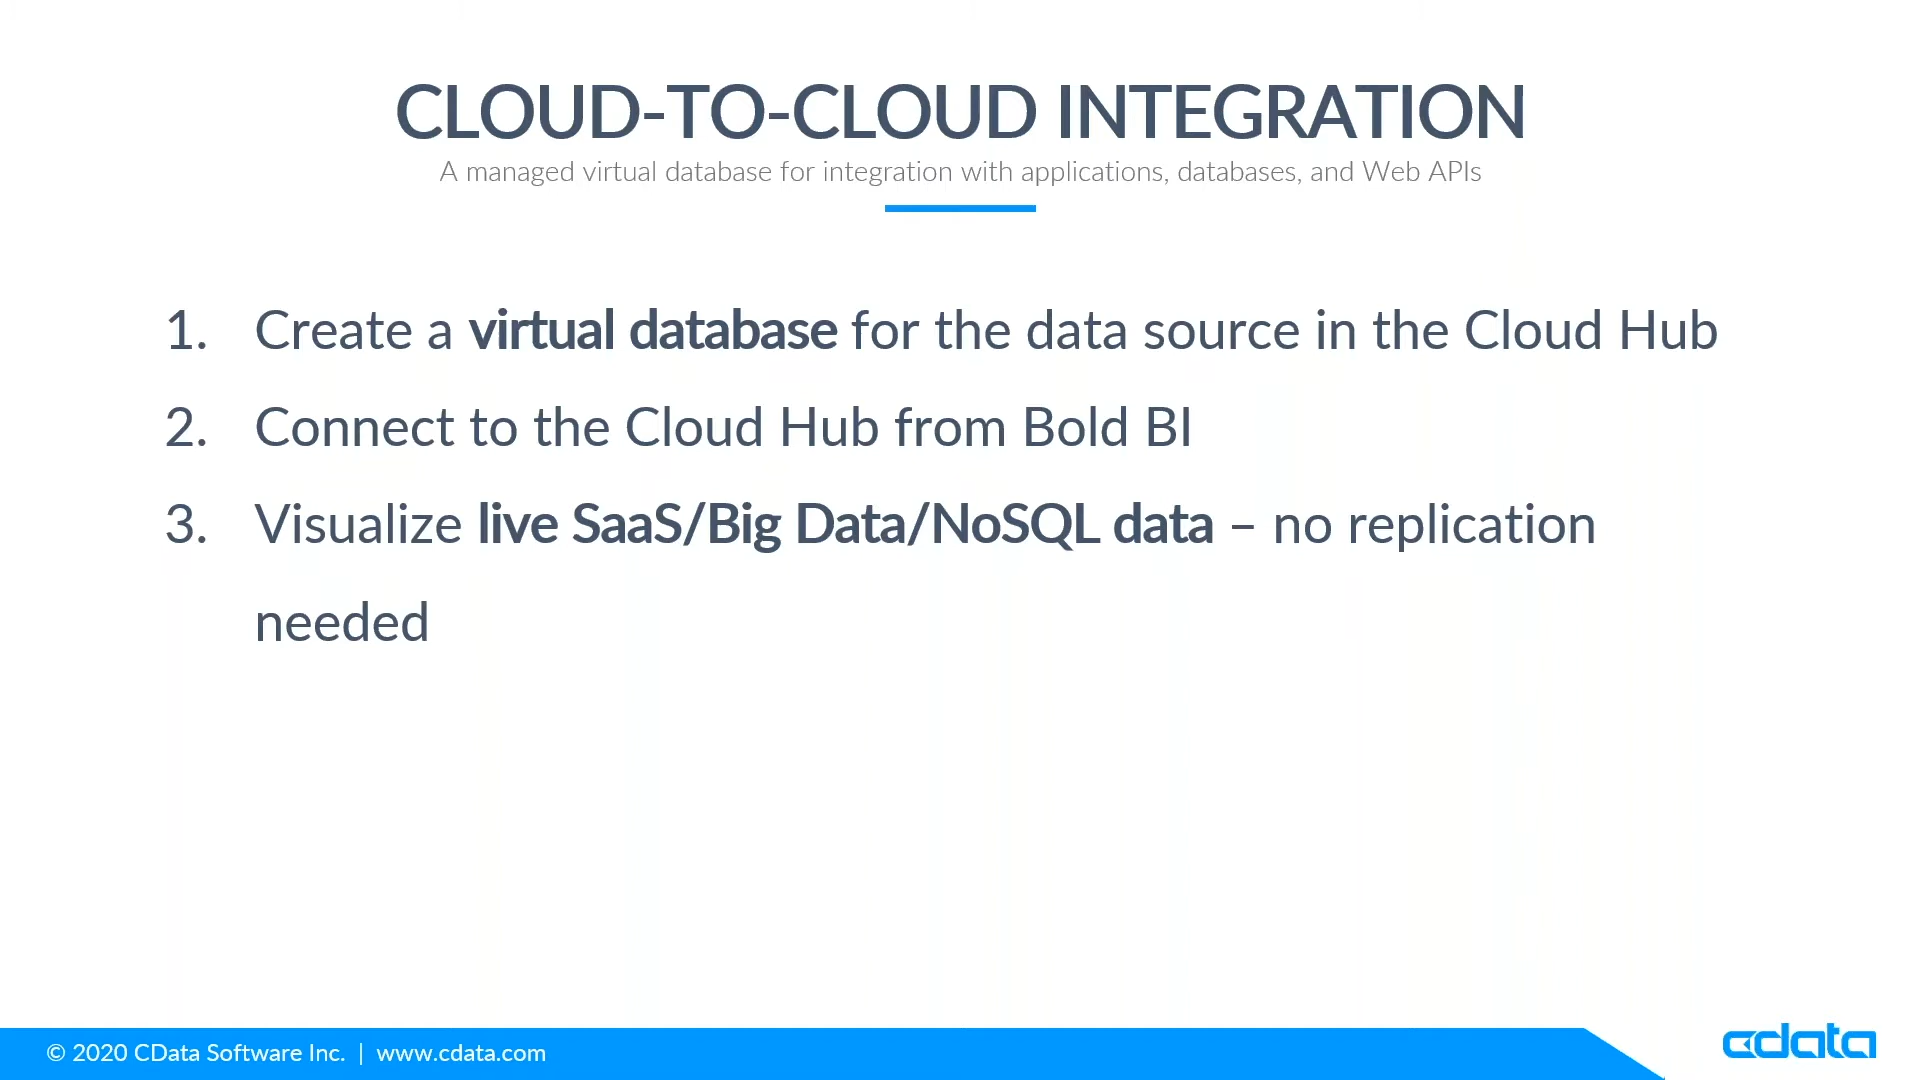 CLOUD-TO-CLOUD INTEGRATION
A managed virtual database for integration with applications, databases, and Web APIs
1. Create a virtual database for the data source in the Cloud Hub
2. Connect to the Cloud Hub from Bold BI
3. Visualize live SaaS/Big Data/NoSQL data – no replication
needed
© 2020 CData Software Inc. | www.cdata.com
cdata